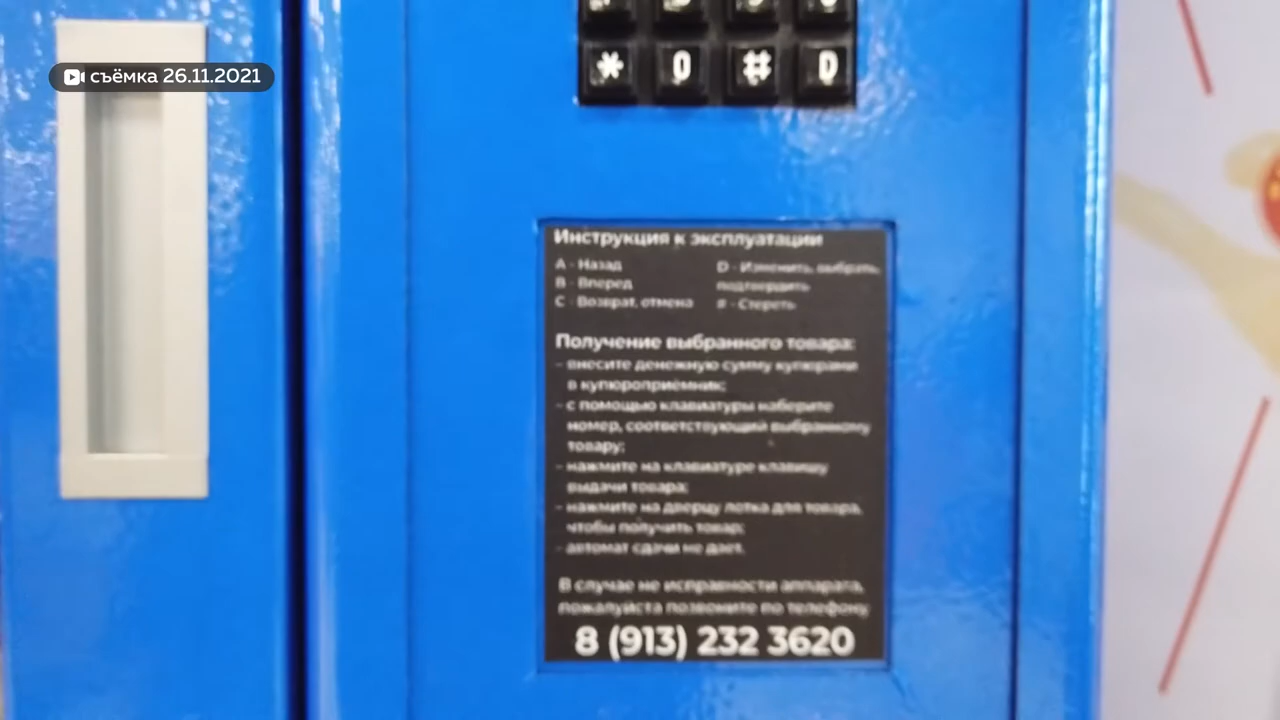 съёмка 26.11.2021
* 0 # D
Инструкция к эксплуатации
A - Назад
B - Вперед
C - Возврат, отмена
D - Изменить, выбрать,
подтвердить
# - Стереть
Получение выбранного товара:
- внесите денежную сумму купюрами
в купюроприёмник;
- с помощью клавиатуры наберите
номер, соответствующий выбранному
товару;
- нажмите на клавиатуре клавишу
выдачи товара;
- нажмите на дверцу лотка для товара,
чтобы получить товар;
- автомат сдачи не дает.
В случае не исправности аппарата,
пожалуйста позвоните по телефону
8 (913) 232 3620